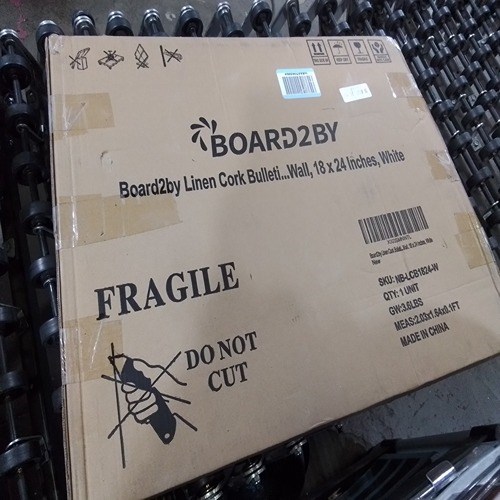 BOARD2BY
Board2by Linen Cork Bulleti...Wall, 18 x 24 Inches, White
SKU: NB-LCB1824-W
QTY: 1 UNIT
GW:3.6LBS
MEAS:2.03x1.64x0.1FT
MADE IN CHINA
FRAGILE
DO NOT
CUT